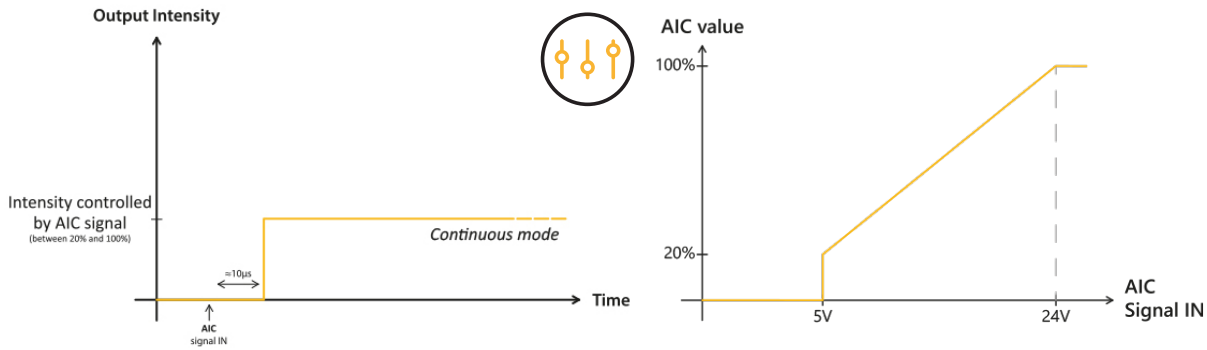 Output Intensity
Intensity controlled
by AIC signal
(between 20% and 100%)
≈10µs
Continuous mode
Time
AIC
signal IN
AIC value
100%
20%
5V
24V
AIC
Signal IN